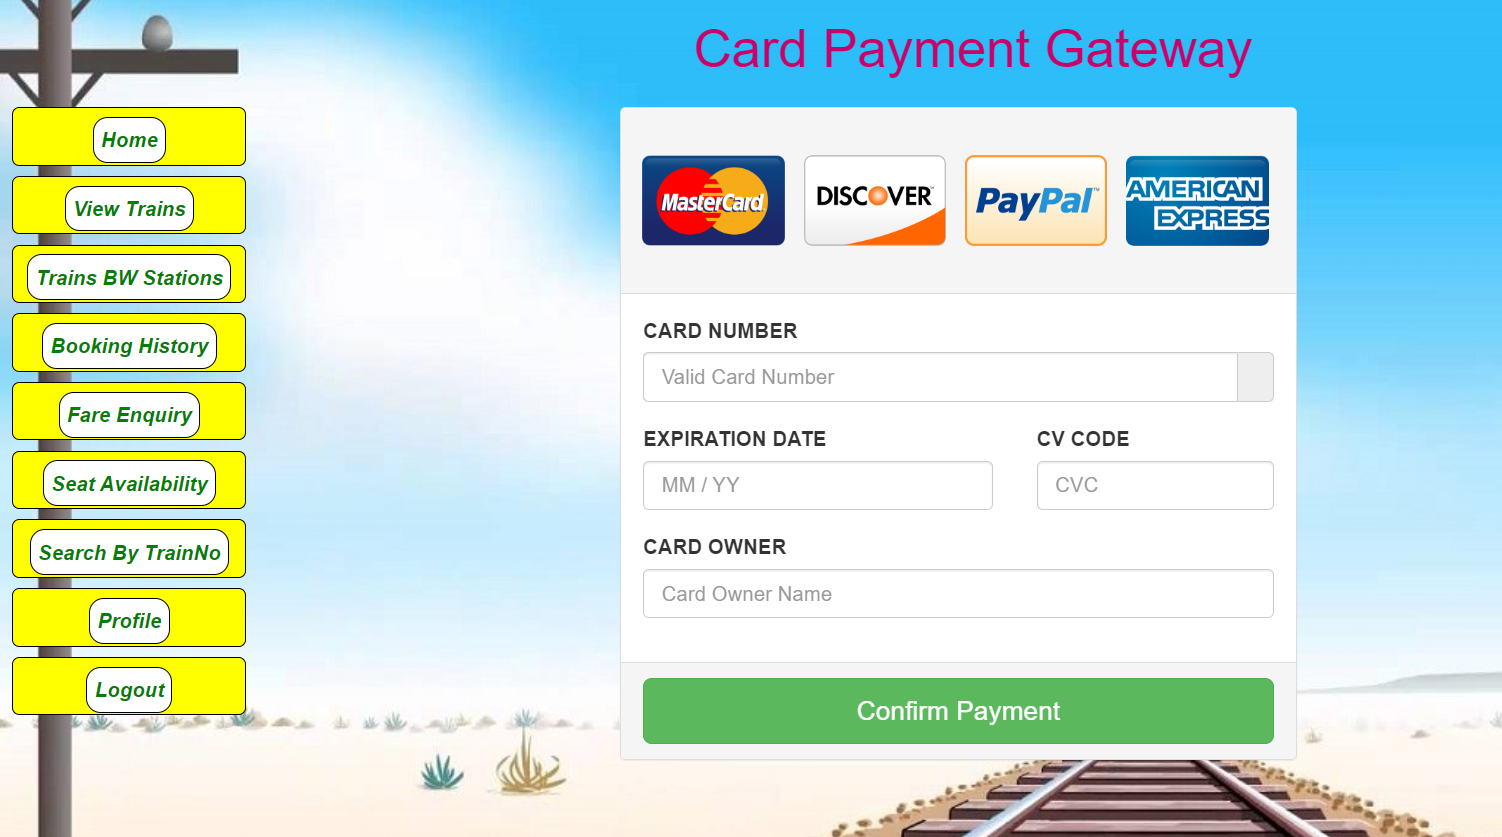 Card Payment Gateway
Home
View Trains
Trains BW Stations
Booking History
Fare Enquiry
Seat Availability
Search By TrainNo
Profile
Logout
MasterCard
DISCOVER
PayPal™
AMERICAN
EXPRESS
CARD NUMBER
Valid Card Number
EXPIRATION DATE
CV CODE
MM / YY
CVC
CARD OWNER
Card Owner Name
Confirm Payment